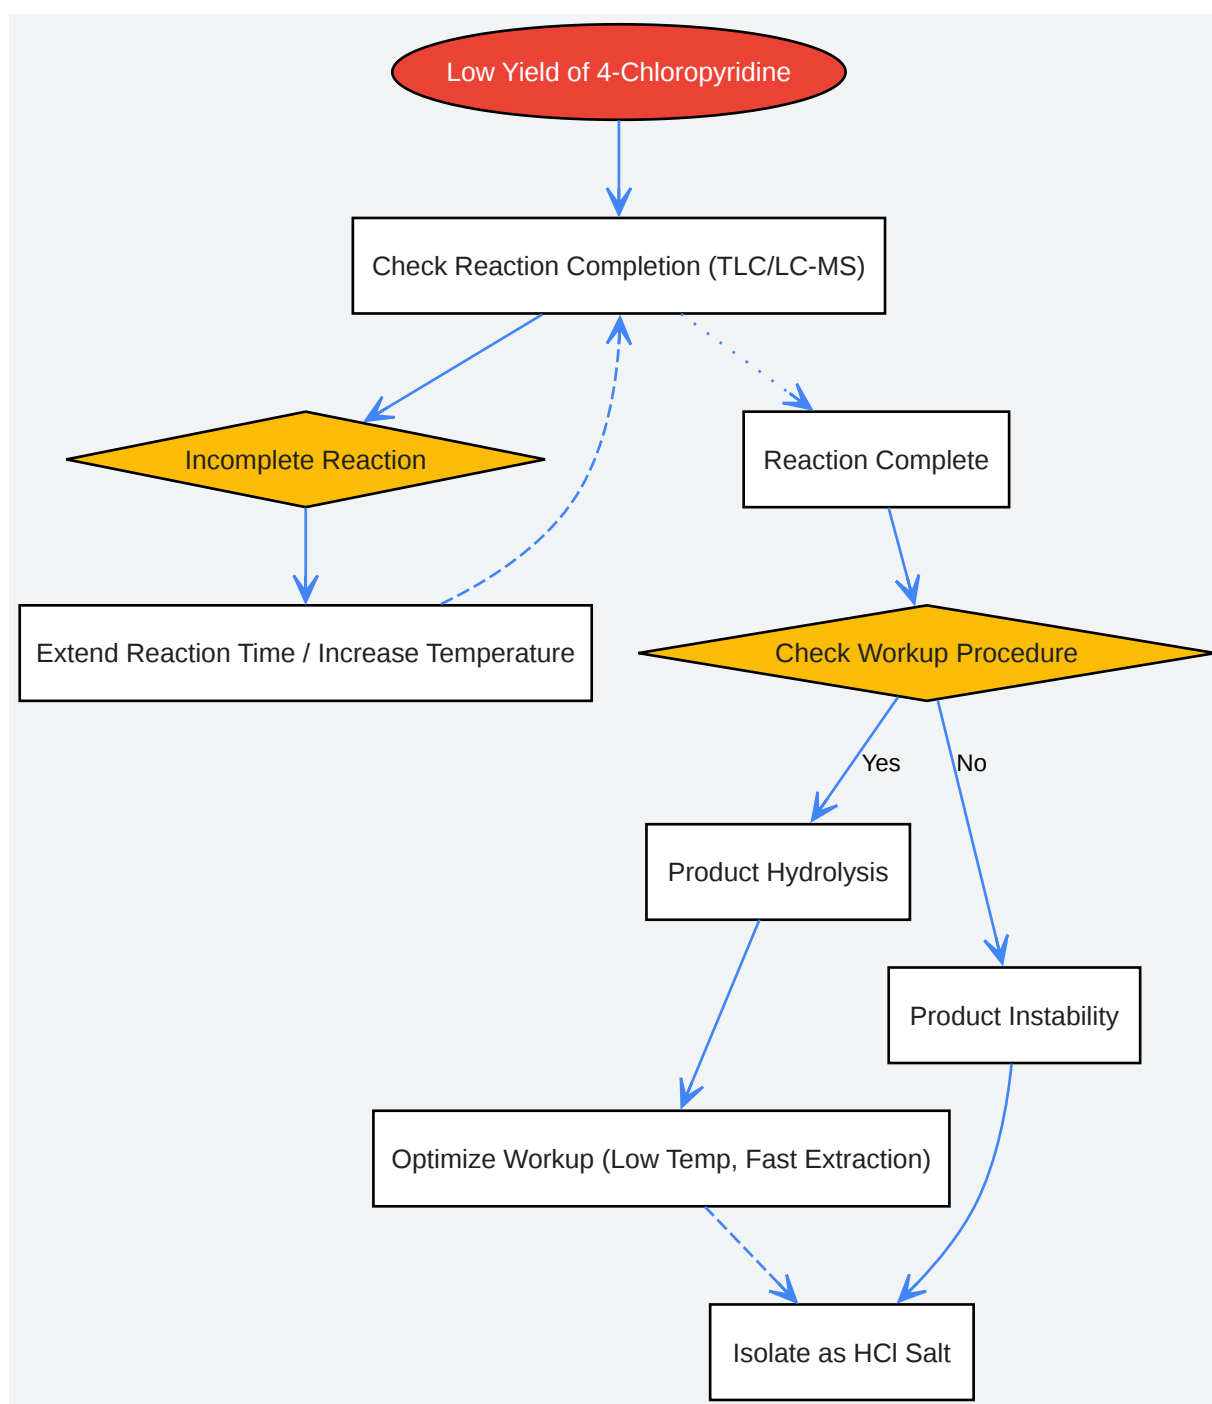 Low Yield of 4-Chloropyridine
Check Reaction Completion (TLC/LC-MS)
Incomplete Reaction
Reaction Complete
Extend Reaction Time / Increase Temperature
Check Workup Procedure
Yes
No
Product Hydrolysis
Product Instability
Optimize Workup (Low Temp, Fast Extraction)
Isolate as HCl Salt